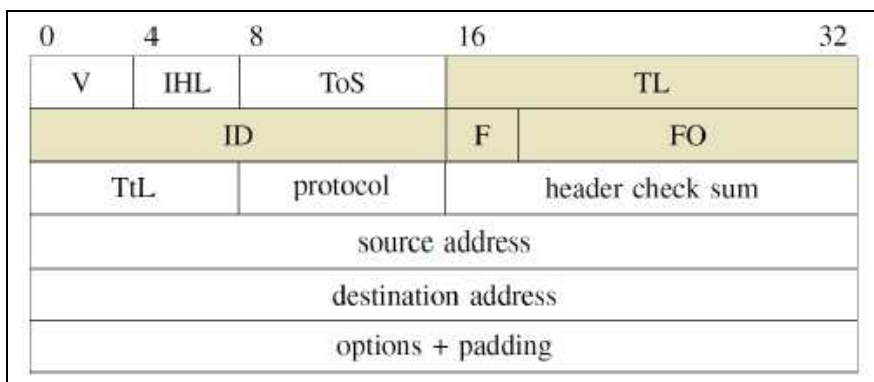 0 4 8 16 32
V IHL ToS TL
ID F FO
TtL protocol header check sum
source address
destination address
options + padding